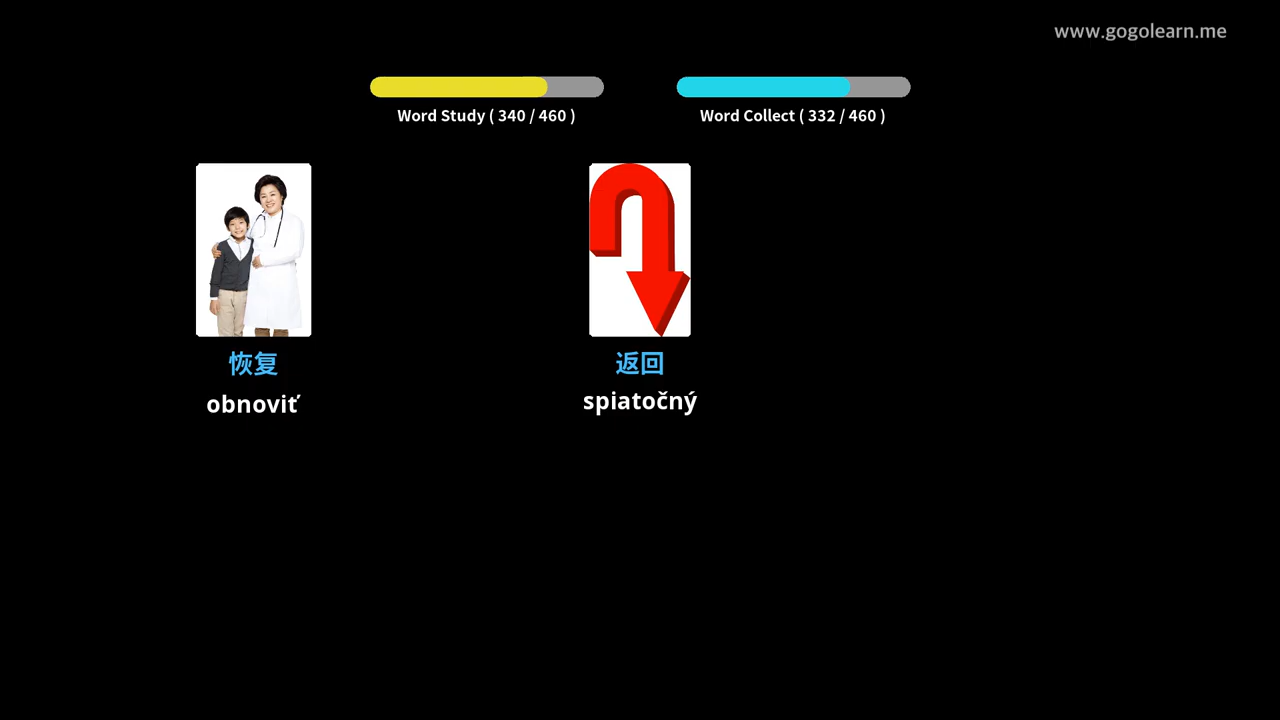 www.gogolearn.me
Word Study ( 340 / 460 )
Word Collect ( 332 / 460 )
恢复
返回
obnoviť
spiatočný